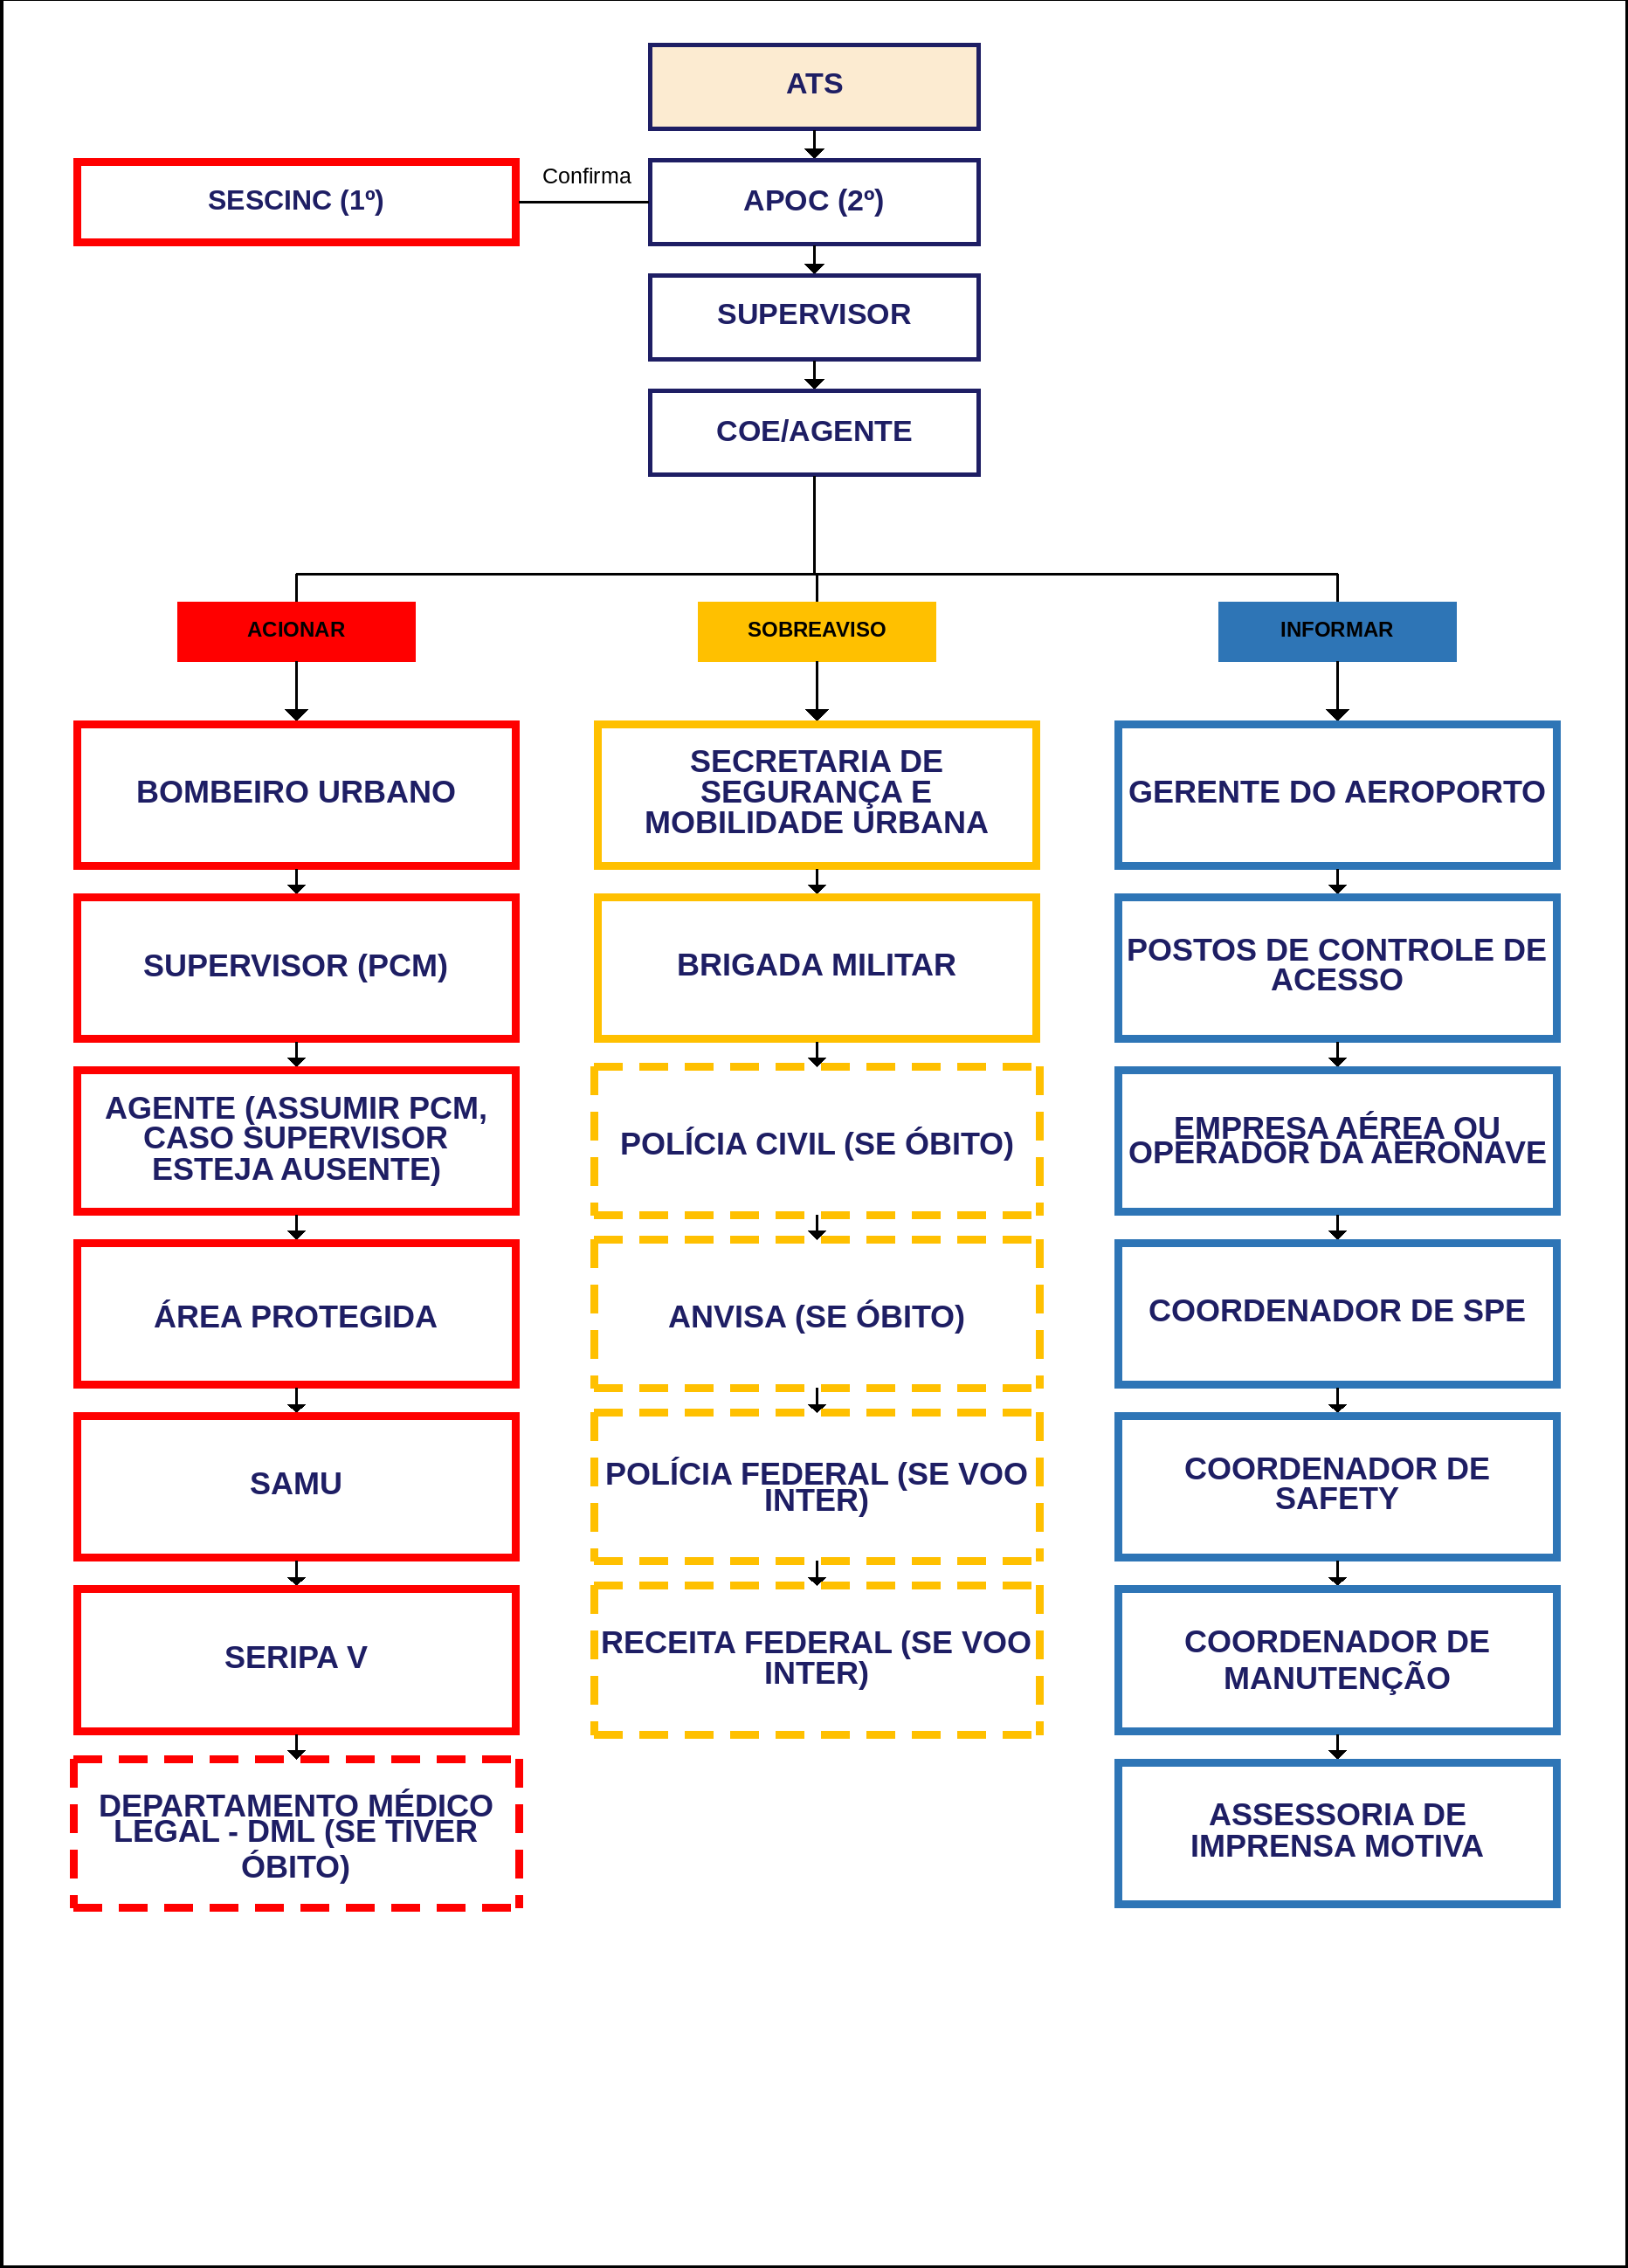 ATS
SESCINC (1º)
Confirma
APOC (2º)
SUPERVISOR
COE/AGENTE
ACIONAR
SOBREAVISO
INFORMAR
BOMBEIRO URBANO
SUPERVISOR (PCM)
AGENTE (ASSUMIR PCM,
CASO SUPERVISOR
ESTEJA AUSENTE)
ÁREA PROTEGIDA
SAMU
SERIPA V
DEPARTAMENTO MÉDICO
LEGAL - DML (SE TIVER
ÓBITO)
SECRETARIA DE
SEGURANÇA E
MOBILIDADE URBANA
BRIGADA MILITAR
POLÍCIA CIVIL (SE ÓBITO)
ANVISA (SE ÓBITO)
POLÍCIA FEDERAL (SE VOO
INTER)
RECEITA FEDERAL (SE VOO
INTER)
GERENTE DO AEROPORTO
POSTOS DE CONTROLE DE
ACESSO
EMPRESA AÉREA OU
OPERADOR DA AERONAVE
COORDENADOR DE SPE
COORDENADOR DE
SAFETY
COORDENADOR DE
MANUTENÇÃO
ASSESSORIA DE
IMPRENSA MOTIVA